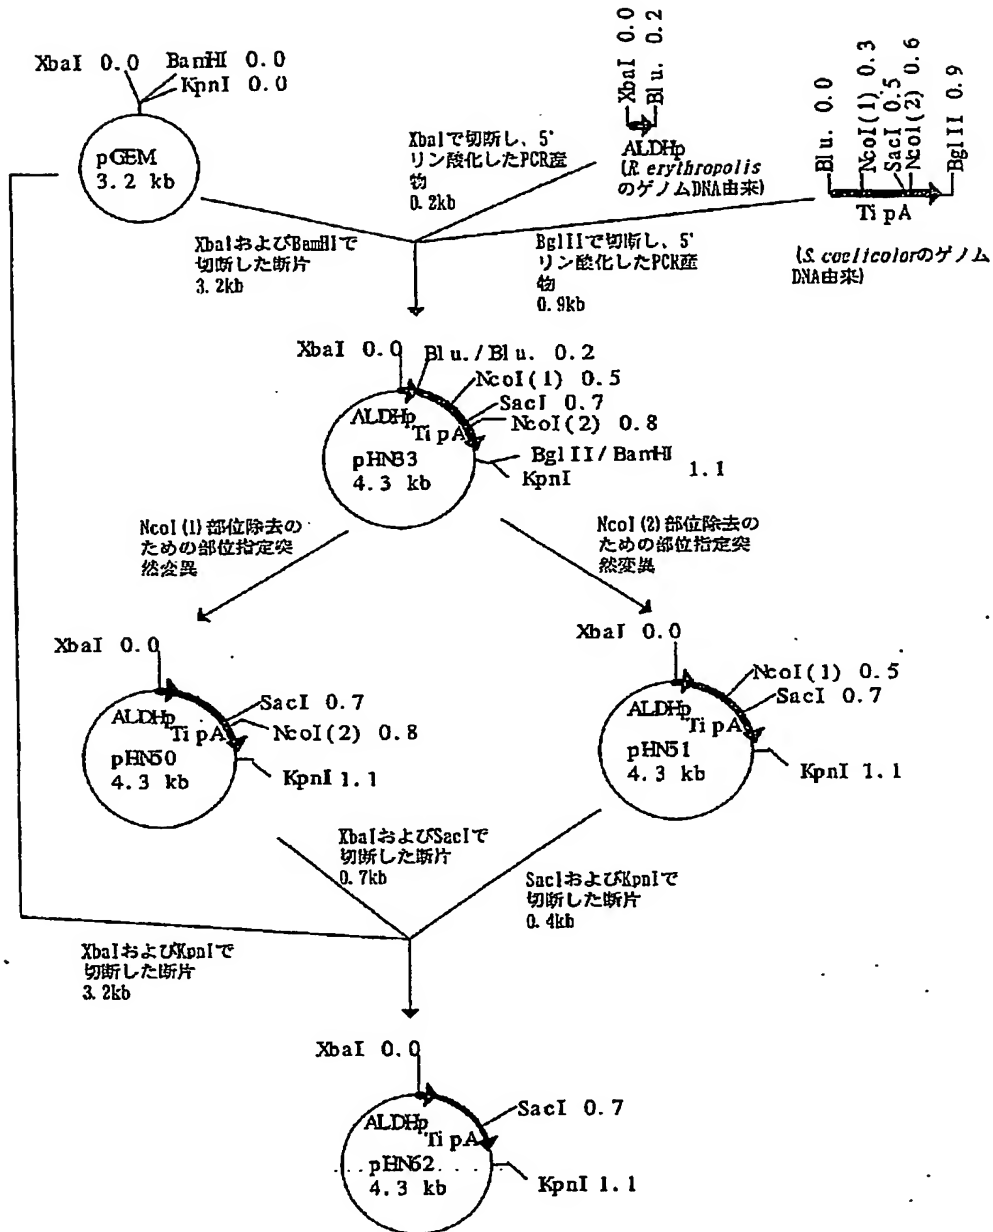 XbaI 0.0
BamHI 0.0
KpnI 0.0
pGEM
3.2 kb
XbaIで切断し、5'
リン酸化したPCR産
物
0.2kb
XbaI 0.0
Blu. 0.2
ALDHp
(R. erythropolis
のゲノムDNA由来)
Blu. 0.0
NcoI(1) 0.3
SacI 0.5
NcoI(2) 0.6
BglII 0.9
TipA
(S. coelicolorのゲノム
DNA由来)
XbaIおよびBamHIで
切断した断片
3.2kb
BglIIで切断し、5'
リン酸化したPCR産
物
0.9kb
XbaI 0.0
Blu./Blu. 0.2
NcoI(1) 0.5
SacI 0.7
NcoI(2) 0.8
BglII/BamHI
KpnI
1.1
ALDHp
TipA
pHN33
4.3 kb
NcoI(1)部位除去の
ための部位指定突
然変異
NcoI(2)部位除去の
ための部位指定突
然変異
XbaI 0.0
SacI 0.7
NcoI(2) 0.8
KpnI 1.1
ALDHp
TipA
pHN50
4.3 kb
XbaI 0.0
NcoI(1) 0.5
SacI 0.7
KpnI 1.1
ALDHp
TipA
pHN51
4.3 kb
XbaIおよびSacIで
切断した断片
0.7kb
SacIおよびKpnIで
切断した断片
0.4kb
XbaIおよびKpnIで
切断した断片
3.2kb
XbaI 0.0
SacI 0.7
KpnI 1.1
ALDHp
TipA
pHN62
4.3 kb